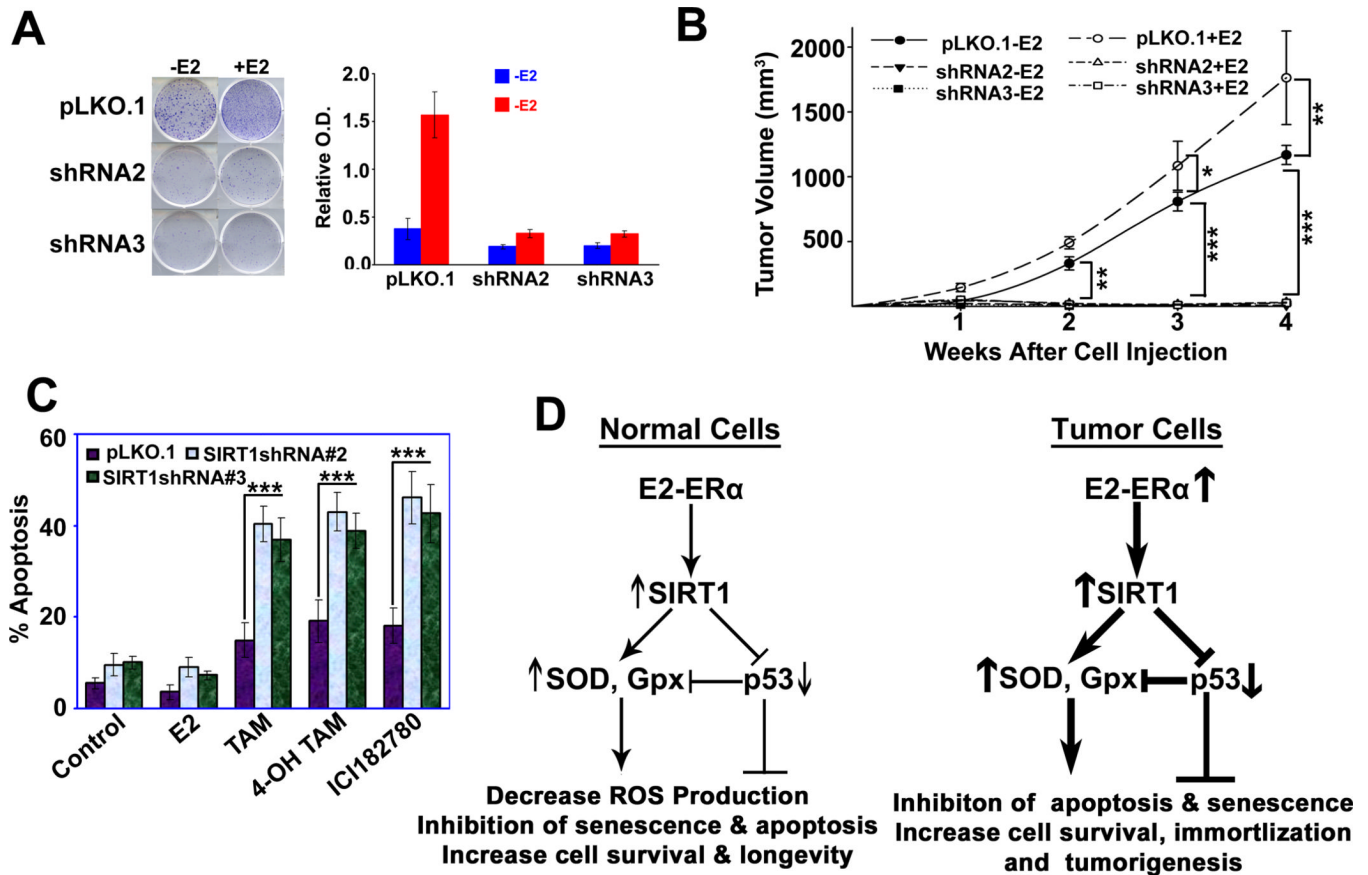 A
-E2 +E2
pLKO.1
shRNA2
shRNA3
Relative O.D.
2.0
1.5
1.0
0.5
0.0
-E2
-E2
pLKO.1 shRNA2 shRNA3
B
Tumor Volume (mm³)
2000
1500
1000
500
pLKO.1-E2
shRNA2-E2
shRNA3-E2
pLKO.1+E2
shRNA2+E2
shRNA3+E2
**
*
**
***
***
1 2 3 4
Weeks After Cell Injection
C
% Apoptosis
60
40
20
0
pLKO.1 SIRT1shRNA#2
SIRT1shRNA#3
*** *** ***
Control E2 TAM 4-OH TAM ICI182780
D
Normal Cells
E2-ERα
↑SIRT1
↑SOD, Gpx p53↓
Decrease ROS Production
Inhibition of senescence & apoptosis
Increase cell survival & longevity
Tumor Cells
E2-ERα↑
↑SIRT1
↑SOD, Gpx p53↓
Inhibiton of apoptosis & senescence
Increase cell survival, immortlization
and tumorigenesis